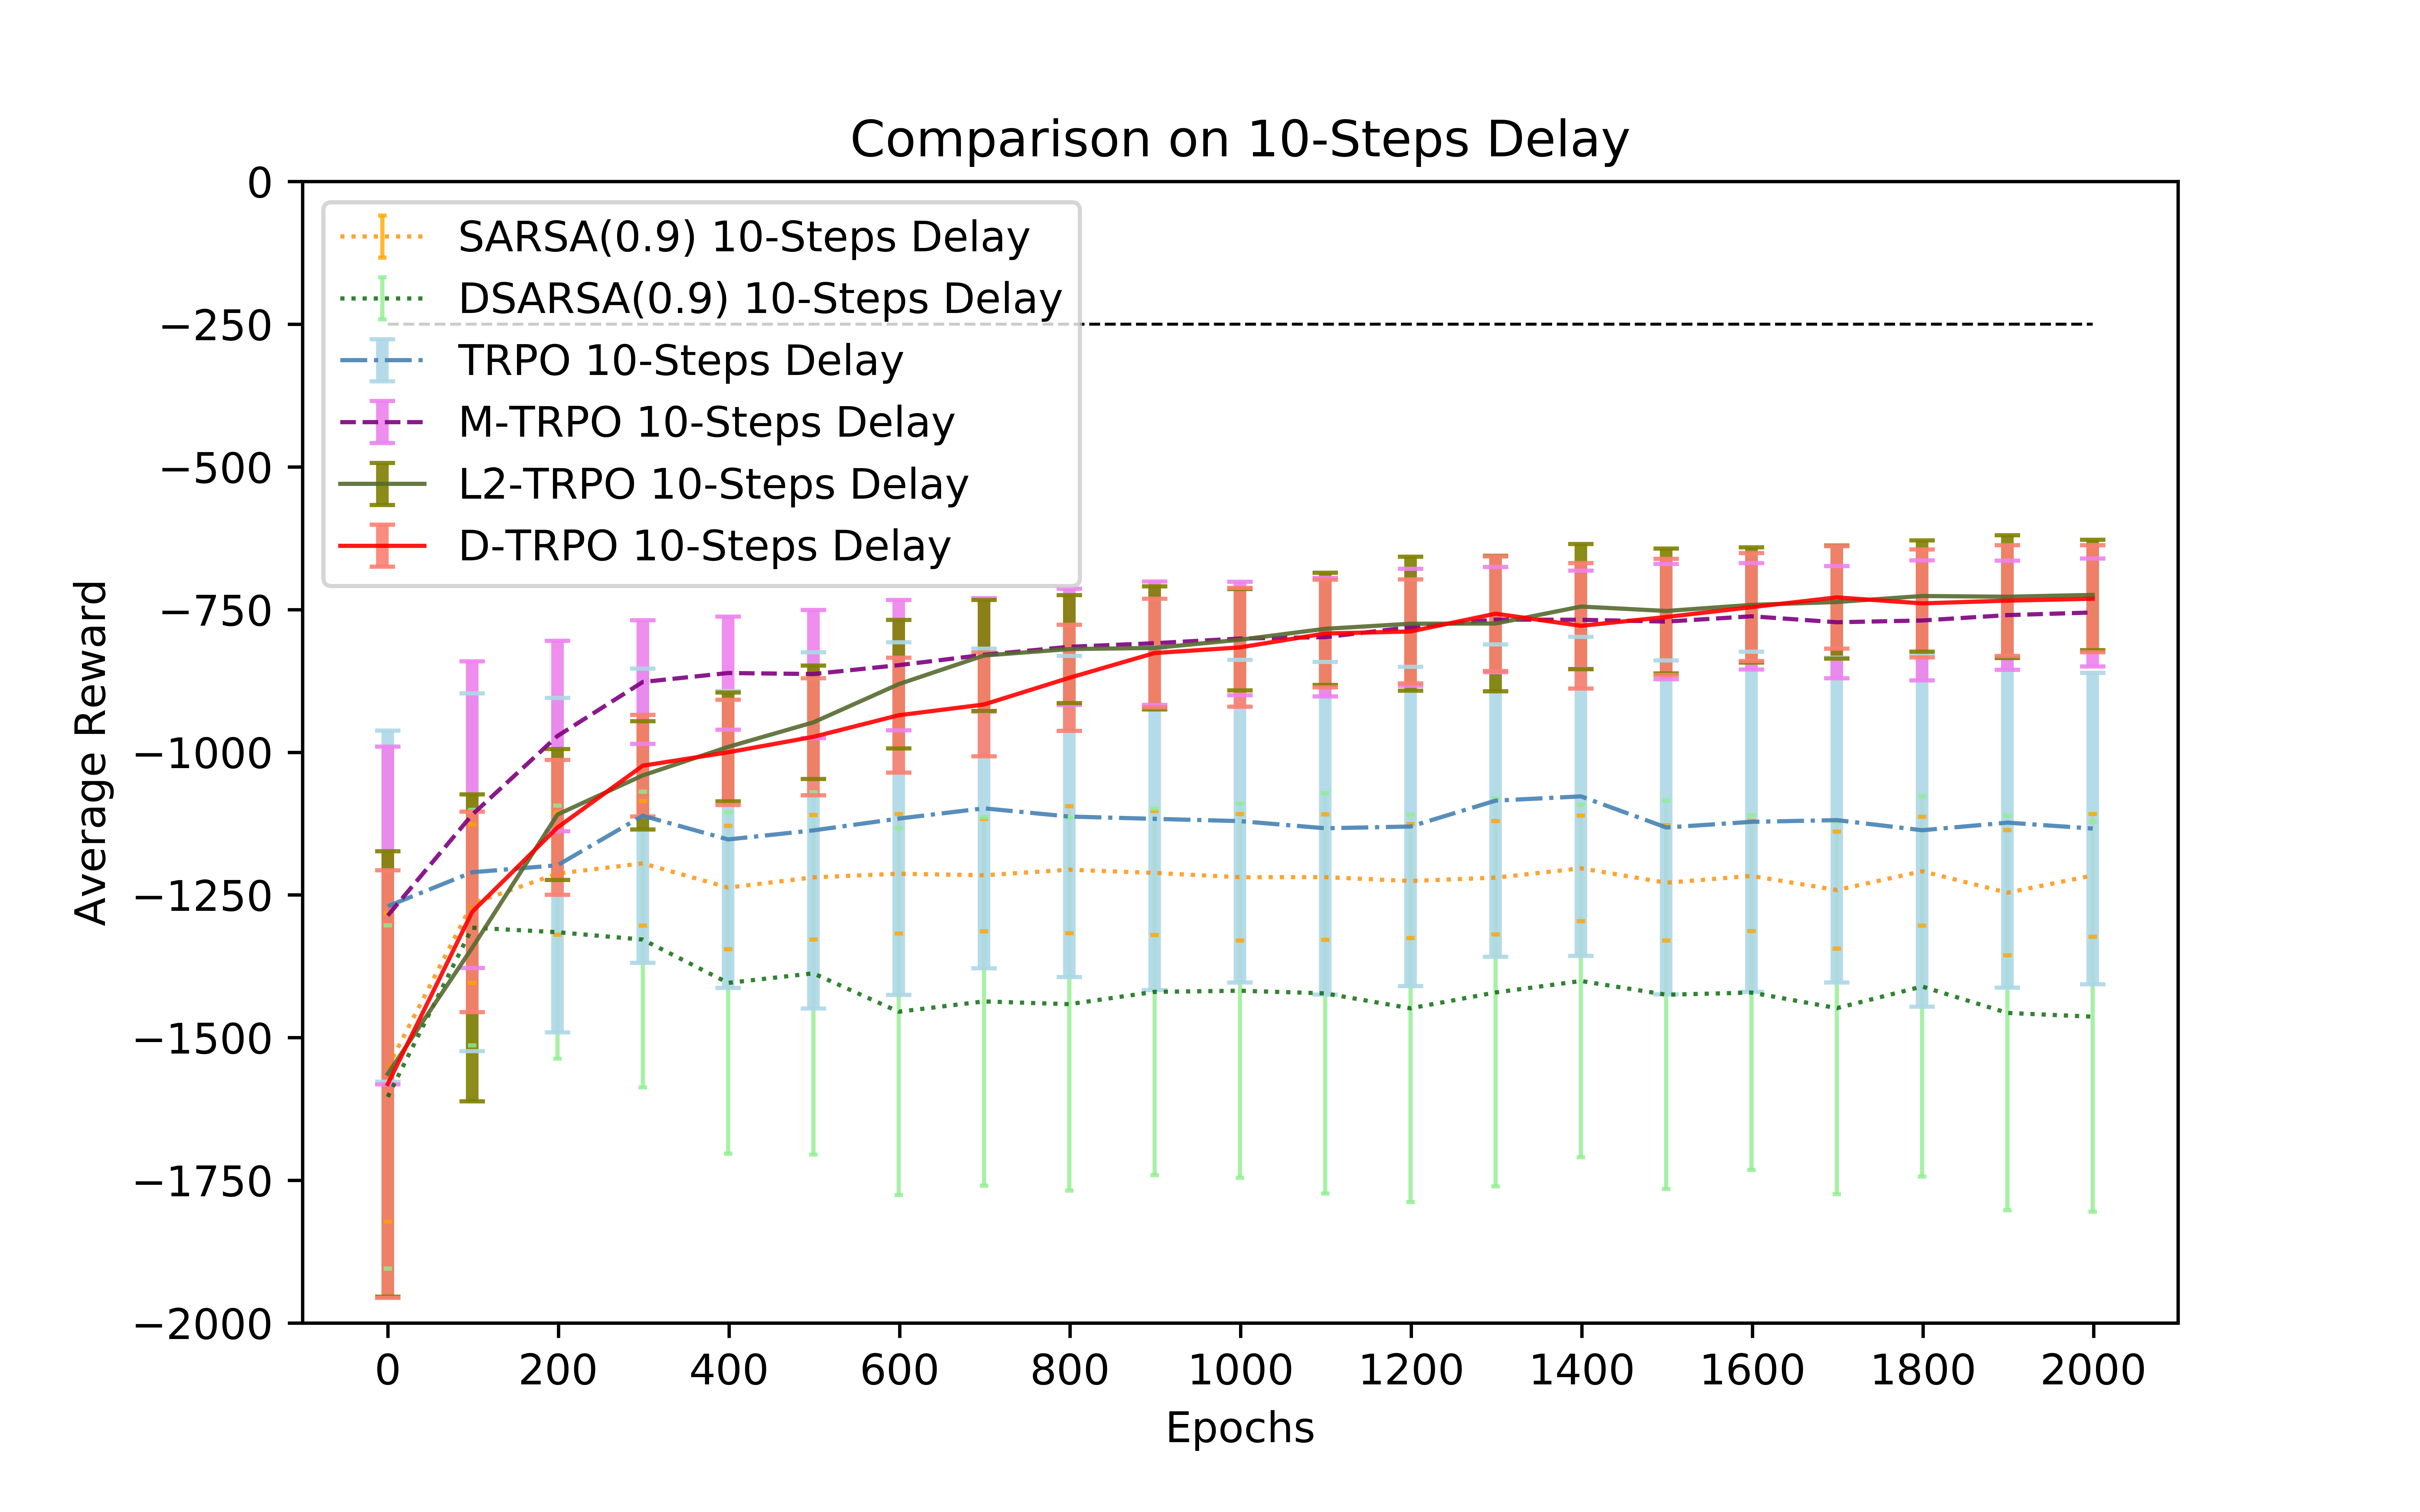 Comparison on 10-Steps Delay
0
−250
−500
−750
−1000
−1250
−1500
−1750
−2000
Average Reward
SARSA(0.9) 10-Steps Delay
DSARSA(0.9) 10-Steps Delay
TRPO 10-Steps Delay
M-TRPO 10-Steps Delay
L2-TRPO 10-Steps Delay
D-TRPO 10-Steps Delay
0 200 400 600 800 1000 1200 1400 1600 1800 2000
Epochs